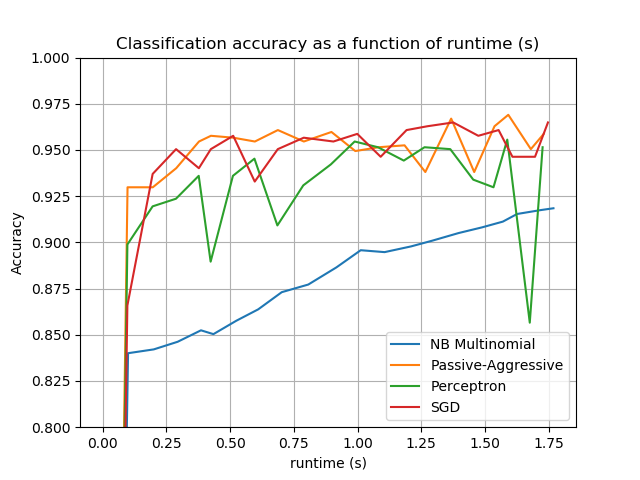 Classification accuracy as a function of runtime (s)
1.000
0.975
0.950
0.925
0.900
0.875
0.850
0.825
0.800
Accuracy
NB Multinomial
Passive-Aggressive
Perceptron
SGD
0.00 0.25 0.50 0.75 1.00 1.25 1.50 1.75
runtime (s)